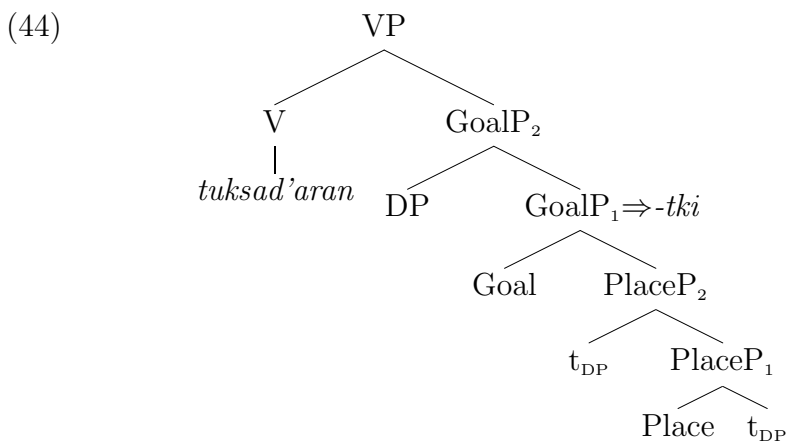 (44) VP
V GoalP₂
tuksad'aran DP GoalP₁⇒-tki
Goal PlaceP₂
t_DP PlaceP₁
Place t_DP